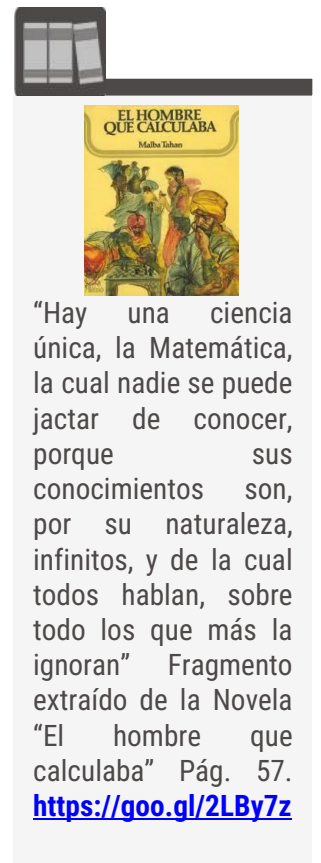 EL HOMBRE
QUE CALCULABA
Malba Tahan
“Hay una ciencia
única, la Matemática,
la cual nadie se puede
jactar de conocer,
porque sus
conocimientos son,
por su naturaleza,
infinitos, y de la cual
todos hablan, sobre
todo los que más la
ignoran” Fragmento
extraído de la Novela
“El hombre que
calculaba” Pág. 57.
https://goo.gl/2LBy7z